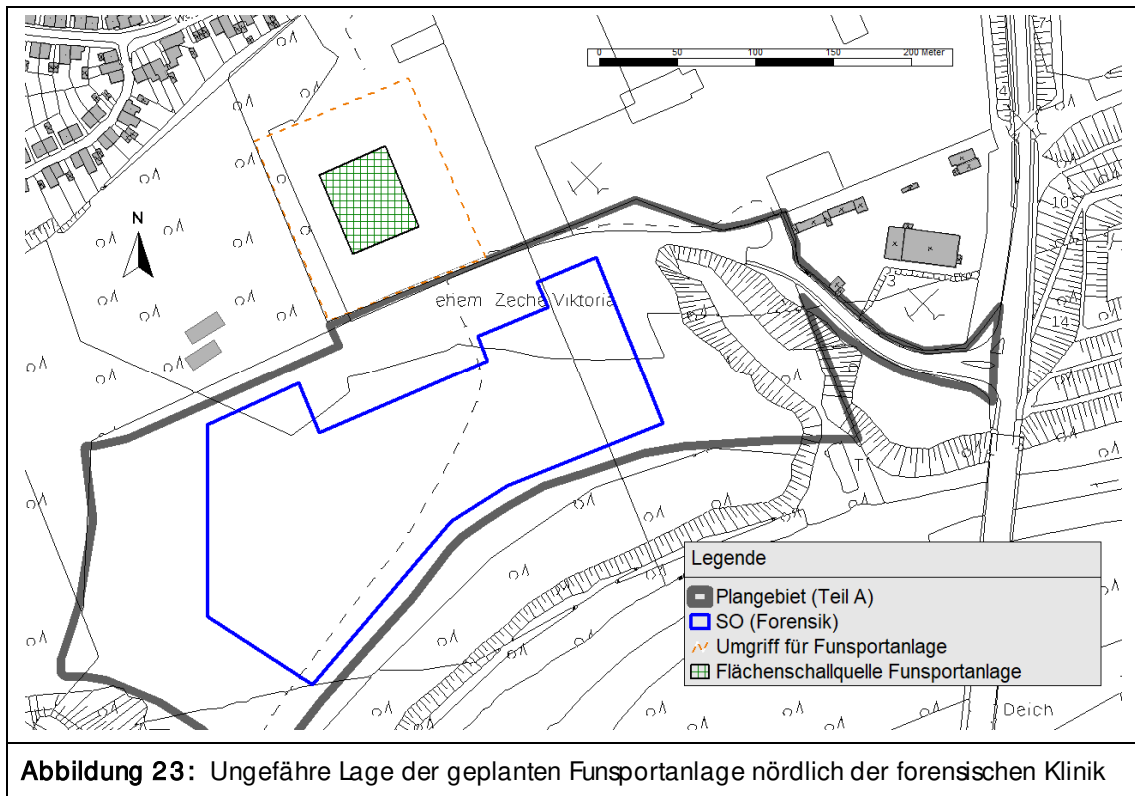 0 50 100 150 200 Meter
7
4
N
10
3
14
ehem Zeche Viktoria
T
Legende
Plangebiet (Teil A)
SO (Forensik)
Umgriff für Funsportanlage
Flächenschallquelle Funsportanlage
Deich
Abbildung 23: Ungefähre Lage der geplanten Funsportanlage nördlich der forensischen Klinik